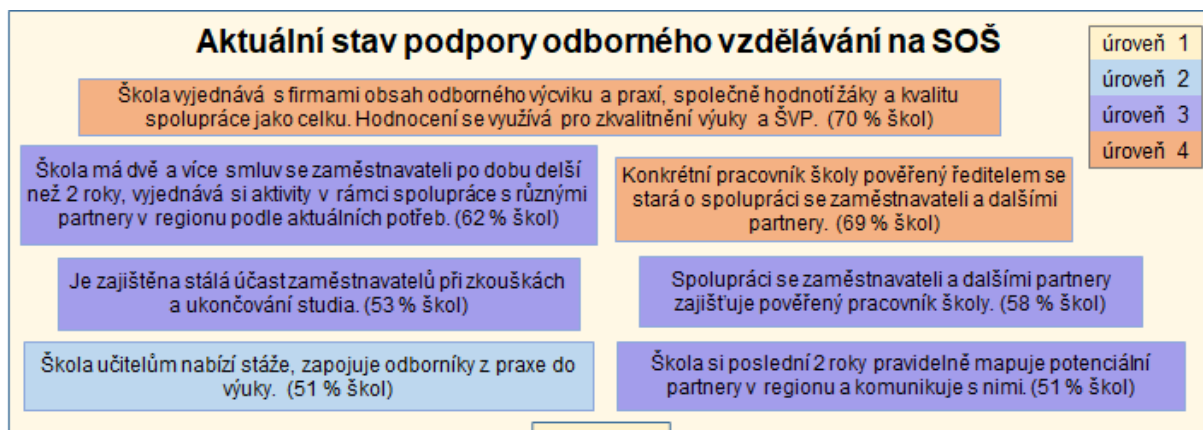 Aktuální stav podpory odborného vzdělávání na SOŠ
úroveň 1
úroveň 2
úroveň 3
úroveň 4
Škola vyjednává s firmami obsah odborného výcviku a praxí, společně hodnotí žáky a kvalitu
spolupráce jako celku. Hodnocení se využívá pro zkvalitnění výuky a ŠVP. (70 % škol)
Škola má dvě a více smluv se zaměstnavateli po dobu delší
než 2 roky, vyjednává si aktivity v rámci spolupráce s různými
partnery v regionu podle aktuálních potřeb. (62 % škol)
Konkrétní pracovník školy pověřený ředitelem se
stará o spolupráci se zaměstnavateli a dalšími
partnery. (69 % škol)
Je zajištěna stálá účast zaměstnavatelů při zkouškách
a ukončování studia. (53 % škol)
Spolupráci se zaměstnavateli a dalšími partnery
zajišťuje pověřený pracovník školy. (58 % škol)
Škola učitelům nabízí stáže, zapojuje odborníky z praxe do
výuky. (51 % škol)
Škola si poslední 2 roky pravidelně mapuje potenciální
partnery v regionu a komunikuje s nimi. (51 % škol)